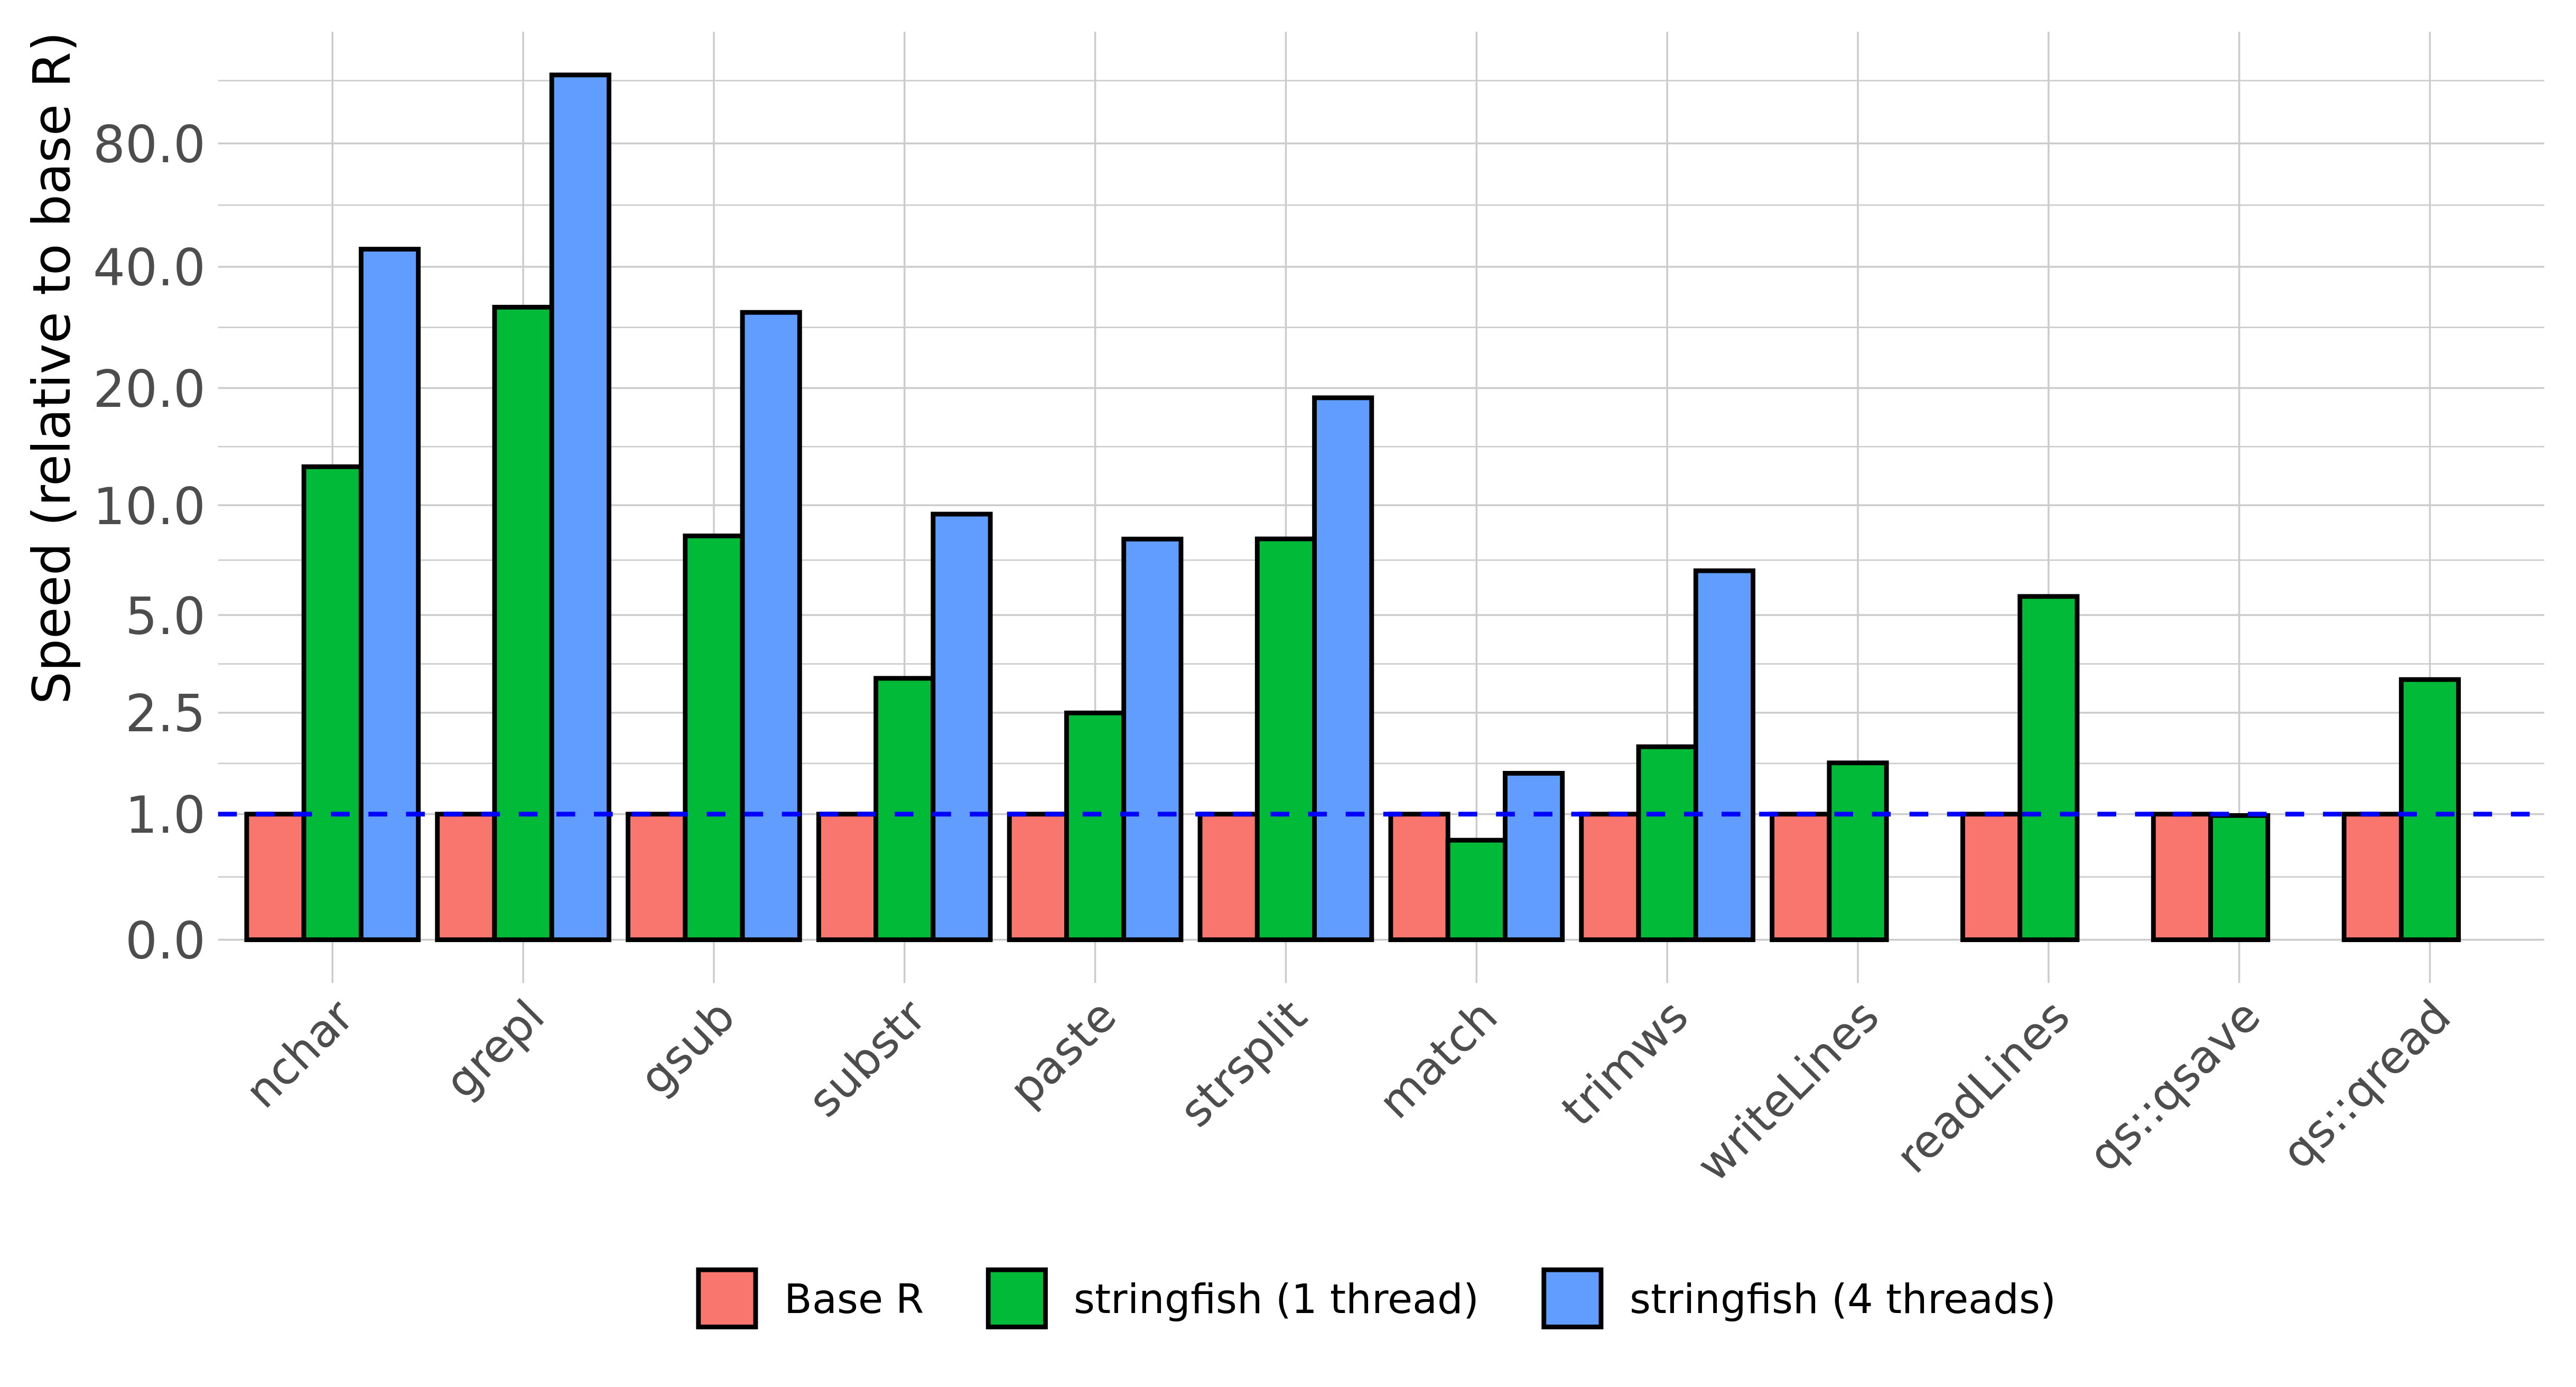 Speed (relative to base R)
80.0
40.0
20.0
10.0
5.0
2.5
1.0
0.0
nchar
grepl
gsub
substr
paste
strsplit
match
trimws
writeLines
readLines
qs::qsave
qs::qread
Base R
stringfish (1 thread)
stringfish (4 threads)